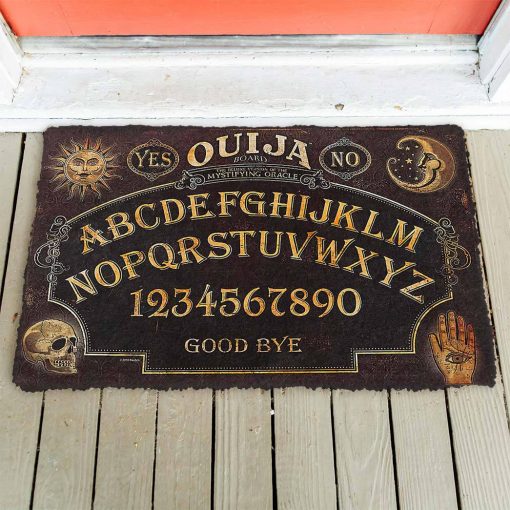 YES OUIJA NO
BOARD
MYSTIFYING ORACLE
ABCDEFGHIJKLM
NOPQRSTUVWXYZ
1234567890
GOOD BYE